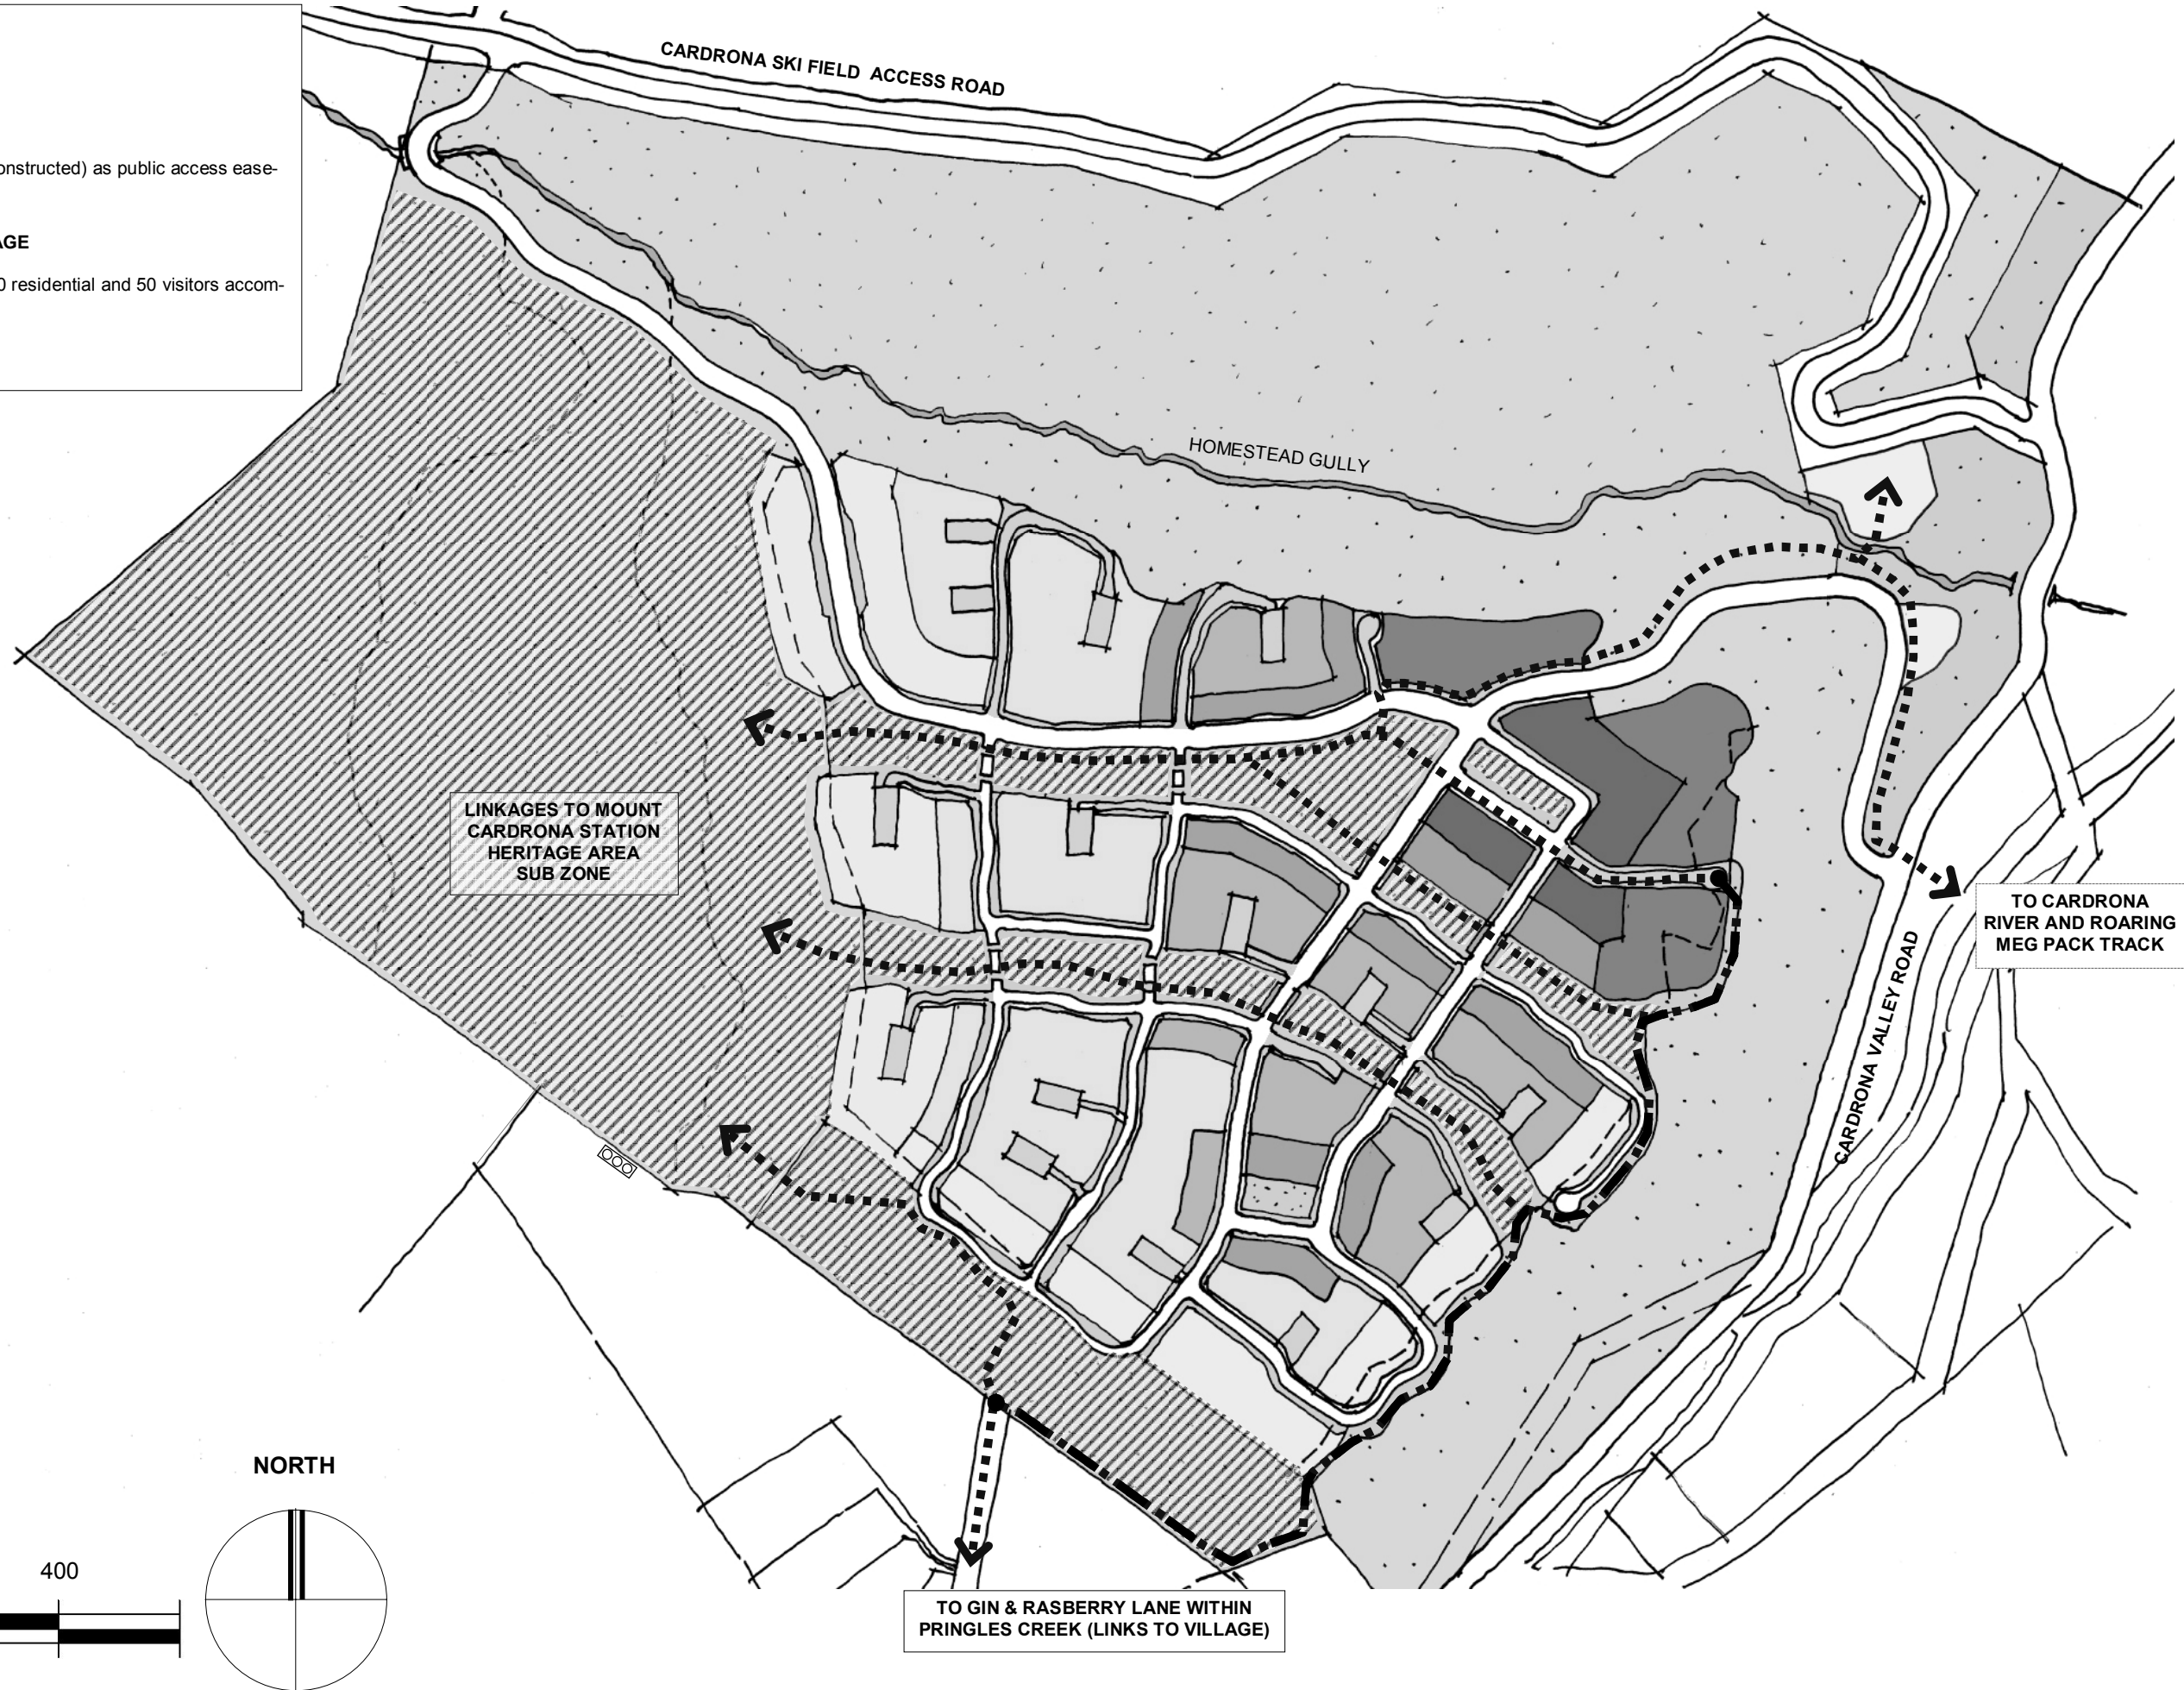 onstructed) as public access ease-
AGE
0 residential and 50 visitors accom-
CARDRONA SKI FIELD ACCESS ROAD
HOMESTEAD GULLY
LINKAGES TO MOUNT
CARDRONA STATION
HERITAGE AREA
SUB ZONE
TO CARDRONA
RIVER AND ROARING
MEG PACK TRACK
CARDRONA VALLEY ROAD
NORTH
400
TO GIN & RASBERRY LANE WITHIN
PRINGLES CREEK (LINKS TO VILLAGE)